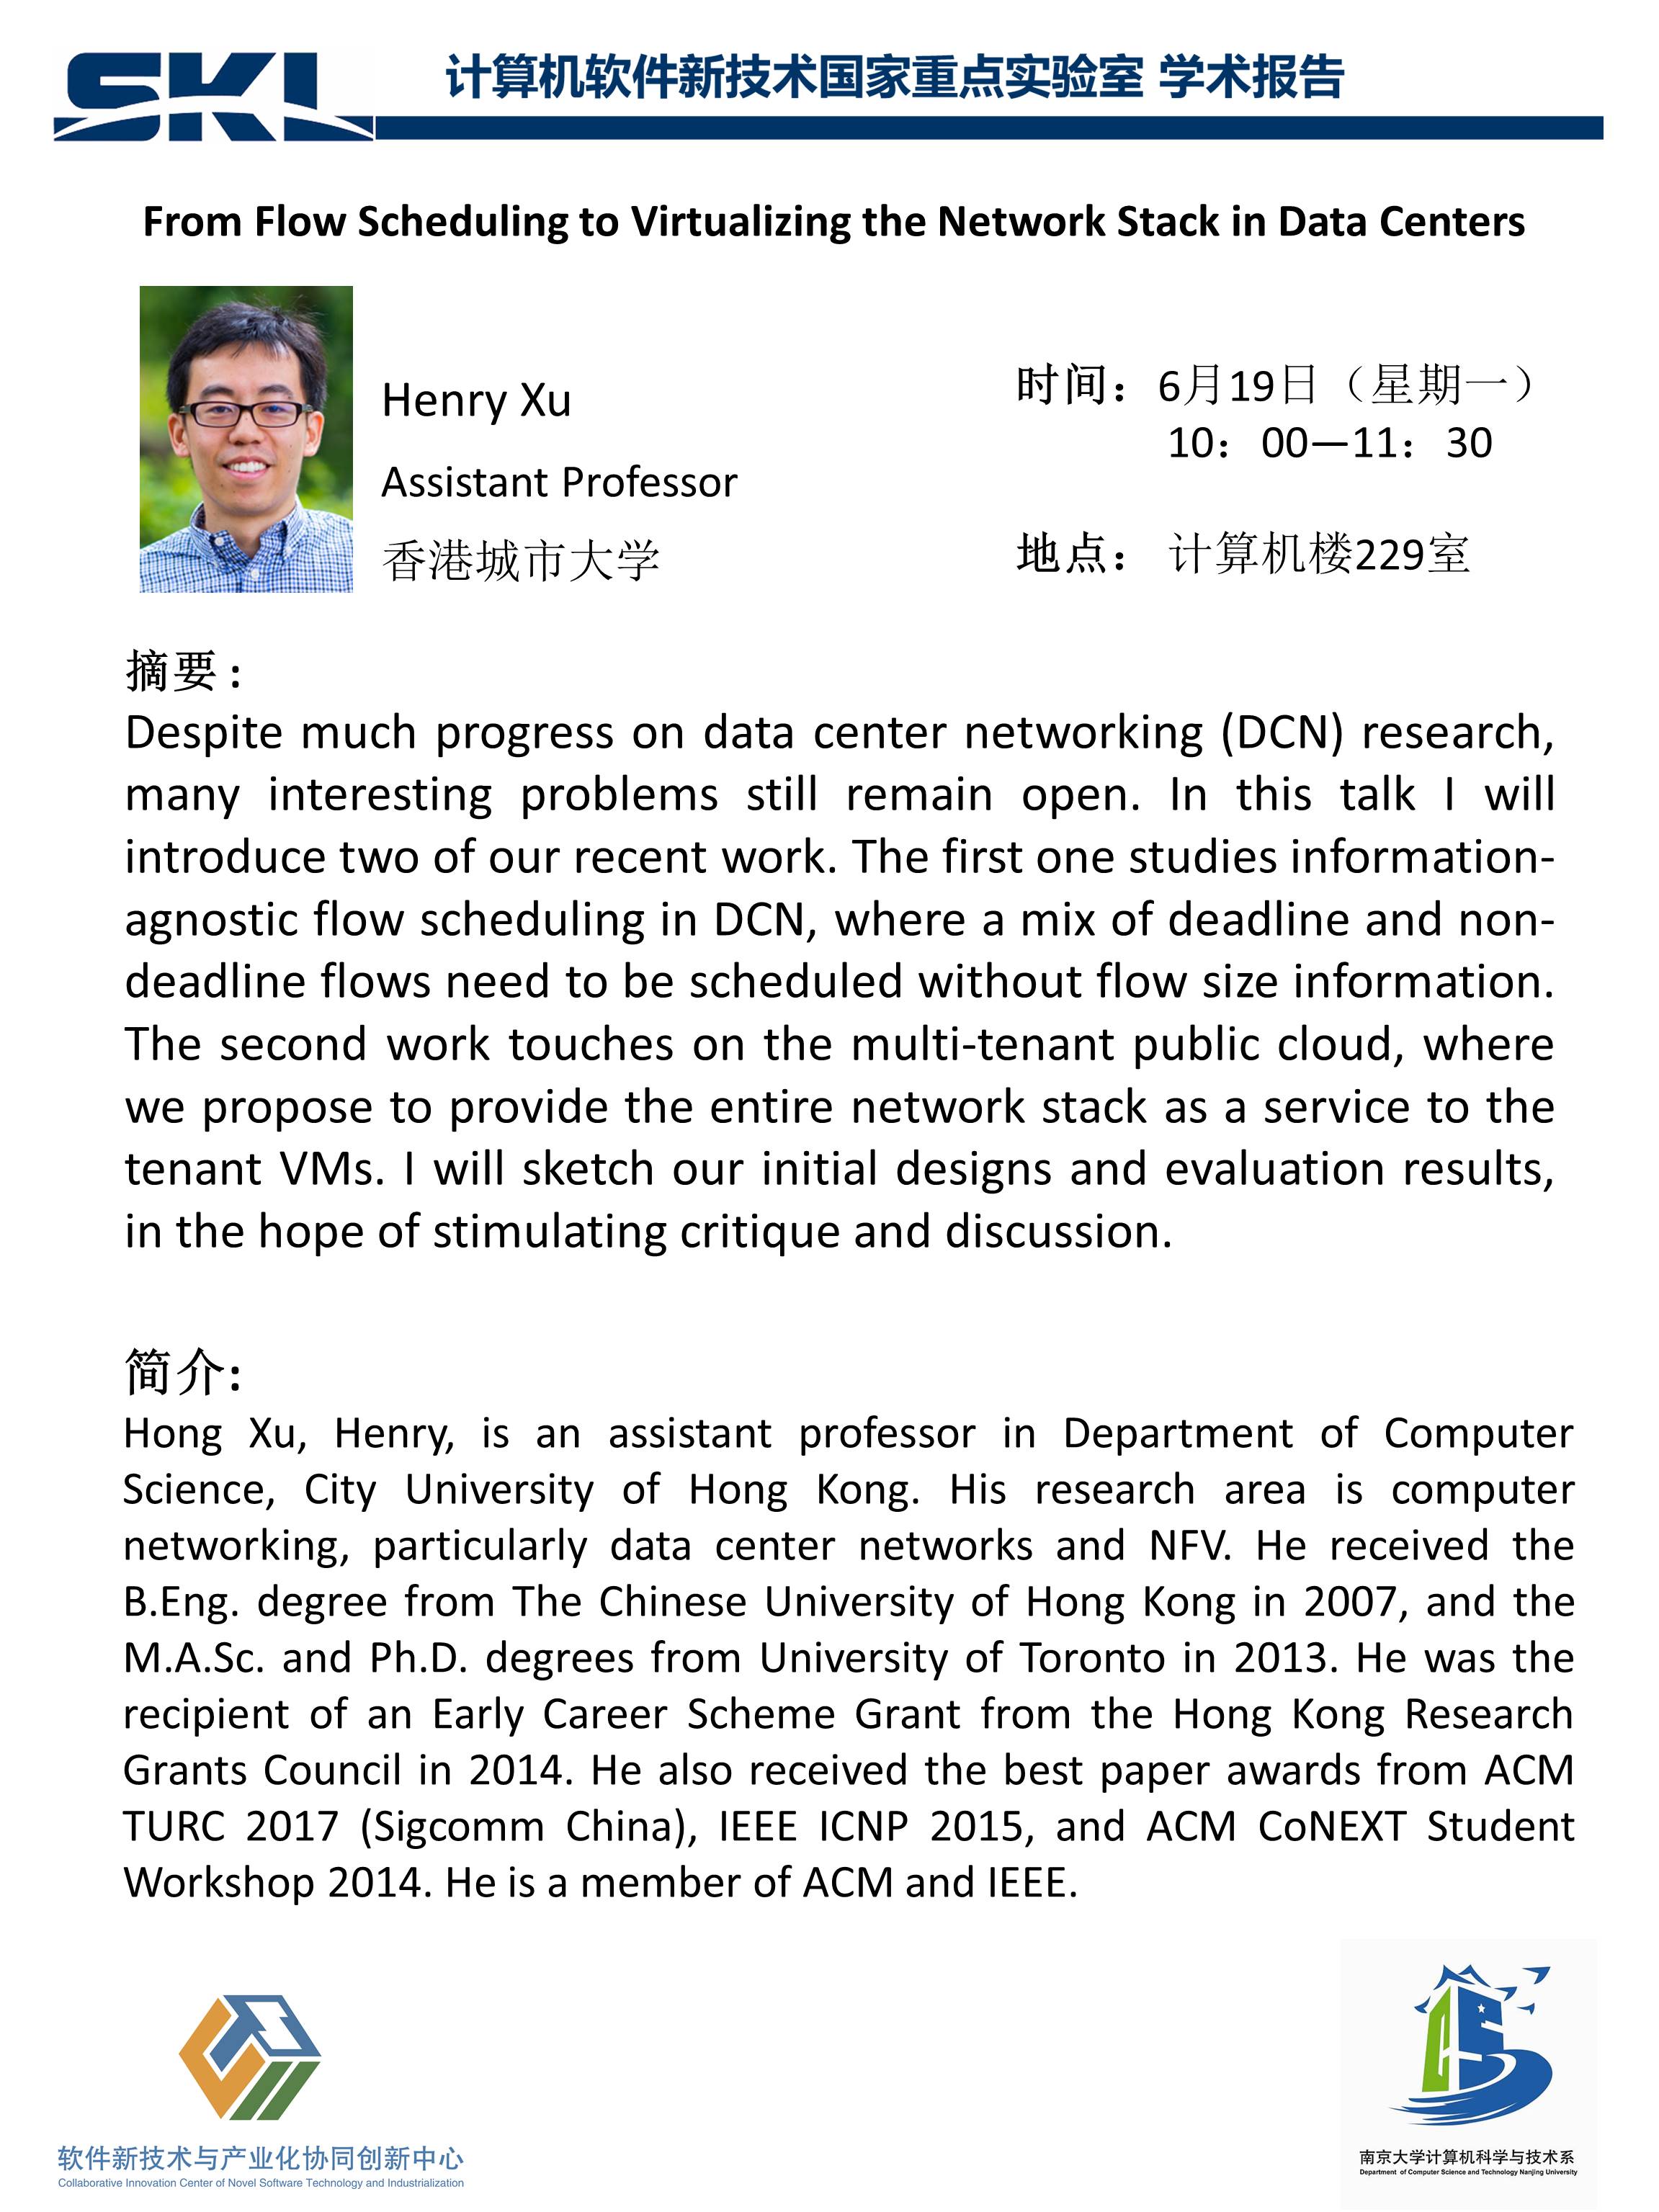 SKL
计算机软件新技术国家重点实验室 学术报告
From Flow Scheduling to Virtualizing the Network Stack in Data Centers
Henry Xu
Assistant Professor
香港城市大学
时间：6月19日（星期一）
10：00—11：30
地点： 计算机楼229室
摘要 :
Despite much progress on data center networking (DCN) research,
many interesting problems still remain open. In this talk I will
introduce two of our recent work. The first one studies information-
agnostic flow scheduling in DCN, where a mix of deadline and non-
deadline flows need to be scheduled without flow size information.
The second work touches on the multi-tenant public cloud, where
we propose to provide the entire network stack as a service to the
tenant VMs. I will sketch our initial designs and evaluation results,
in the hope of stimulating critique and discussion.
简介:
Hong Xu, Henry, is an assistant professor in Department of Computer
Science, City University of Hong Kong. His research area is computer
networking, particularly data center networks and NFV. He received the
B.Eng. degree from The Chinese University of Hong Kong in 2007, and the
M.A.Sc. and Ph.D. degrees from University of Toronto in 2013. He was the
recipient of an Early Career Scheme Grant from the Hong Kong Research
Grants Council in 2014. He also received the best paper awards from ACM
TURC 2017 (Sigcomm China), IEEE ICNP 2015, and ACM CoNEXT Student
Workshop 2014. He is a member of ACM and IEEE.
软件新技术与产业化协同创新中心
Collaborative Innovation Center of Novel Software Technology and Industrialization
南京大学计算机科学与技术系
Department of Computer Science and Technology Nanjing University